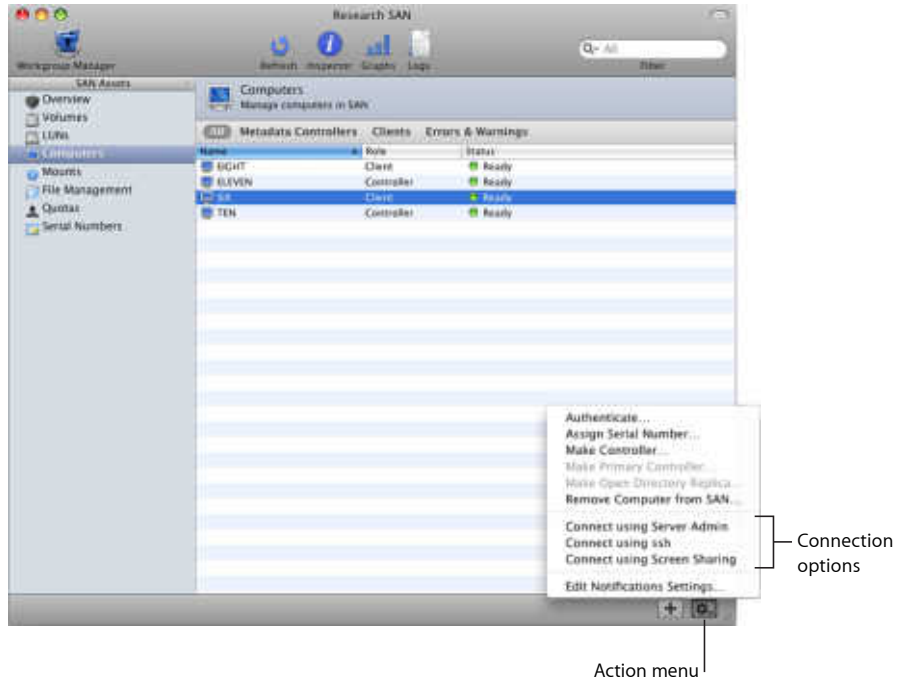 Research SAN
Workgroup Manager
Refresh Inspector Graphs Logs
All
Filter
SAN Assets
Overview
Volumes
LUNs
Computers
Mounts
File Management
Quotas
Serial Numbers
Computers
Manage computers in SAN
All Metadata Controllers Clients Errors & Warnings
Name Role Status
EIGHT Client Ready
ELEVEN Controller Ready
SIX Client Ready
TEN Controller Ready
Authenticate...
Assign Serial Number...
Make Controller...
Make Primary Controller...
Make Open Directory Replica...
Remove Computer from SAN...
Connect using Server Admin
Connect using ssh
Connect using Screen Sharing
Edit Notifications Settings...
Connection
options
Action menu